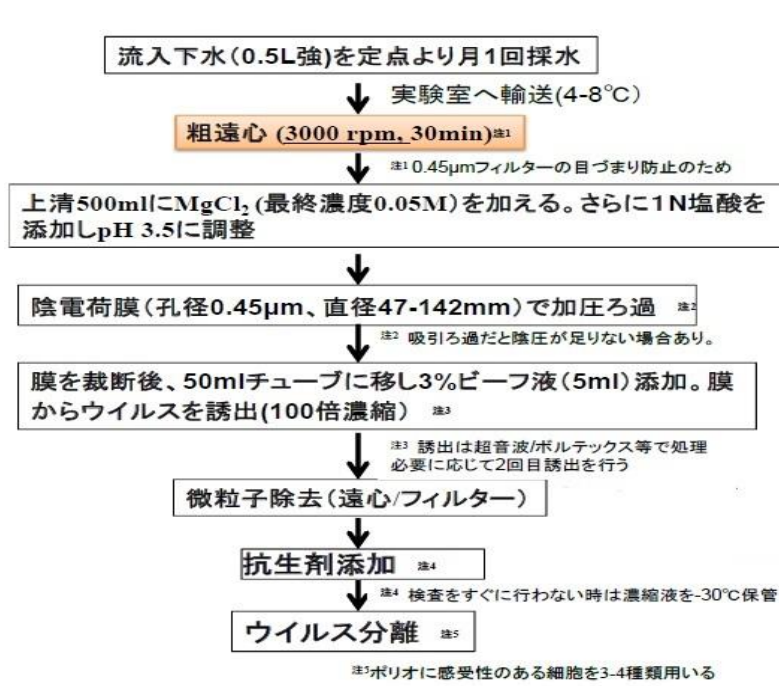 流入下水(0.5L強)を定点より月1回採水
実験室へ輸送(4-8℃)
粗遠心 (3000 rpm, 30min)注1
注1 0.45μmフィルターの目づまり防止のため
上清500mlにMgCl₂ (最終濃度0.05M)を加える。さらに1N塩酸を
添加しpH 3.5に調整
陰電荷膜(孔径0.45μm、直径47-142mm)で加圧ろ過 注2
注2 吸引ろ過だと陰圧が足りない場合あり。
膜を裁断後、50mlチューブに移し3%ビーフ液(5ml)添加。膜
からウイルスを誘出(100倍濃縮) 注3
注3 誘出は超音波/ボルテックス等で処理
必要に応じて2回目誘出を行う
微粒子除去(遠心/フィルター)
抗生剤添加 注4
注4 検査をすぐに行わない時は濃縮液を-30℃保管
ウイルス分離 注5
注5ポリオに感受性のある細胞を3-4種類用いる